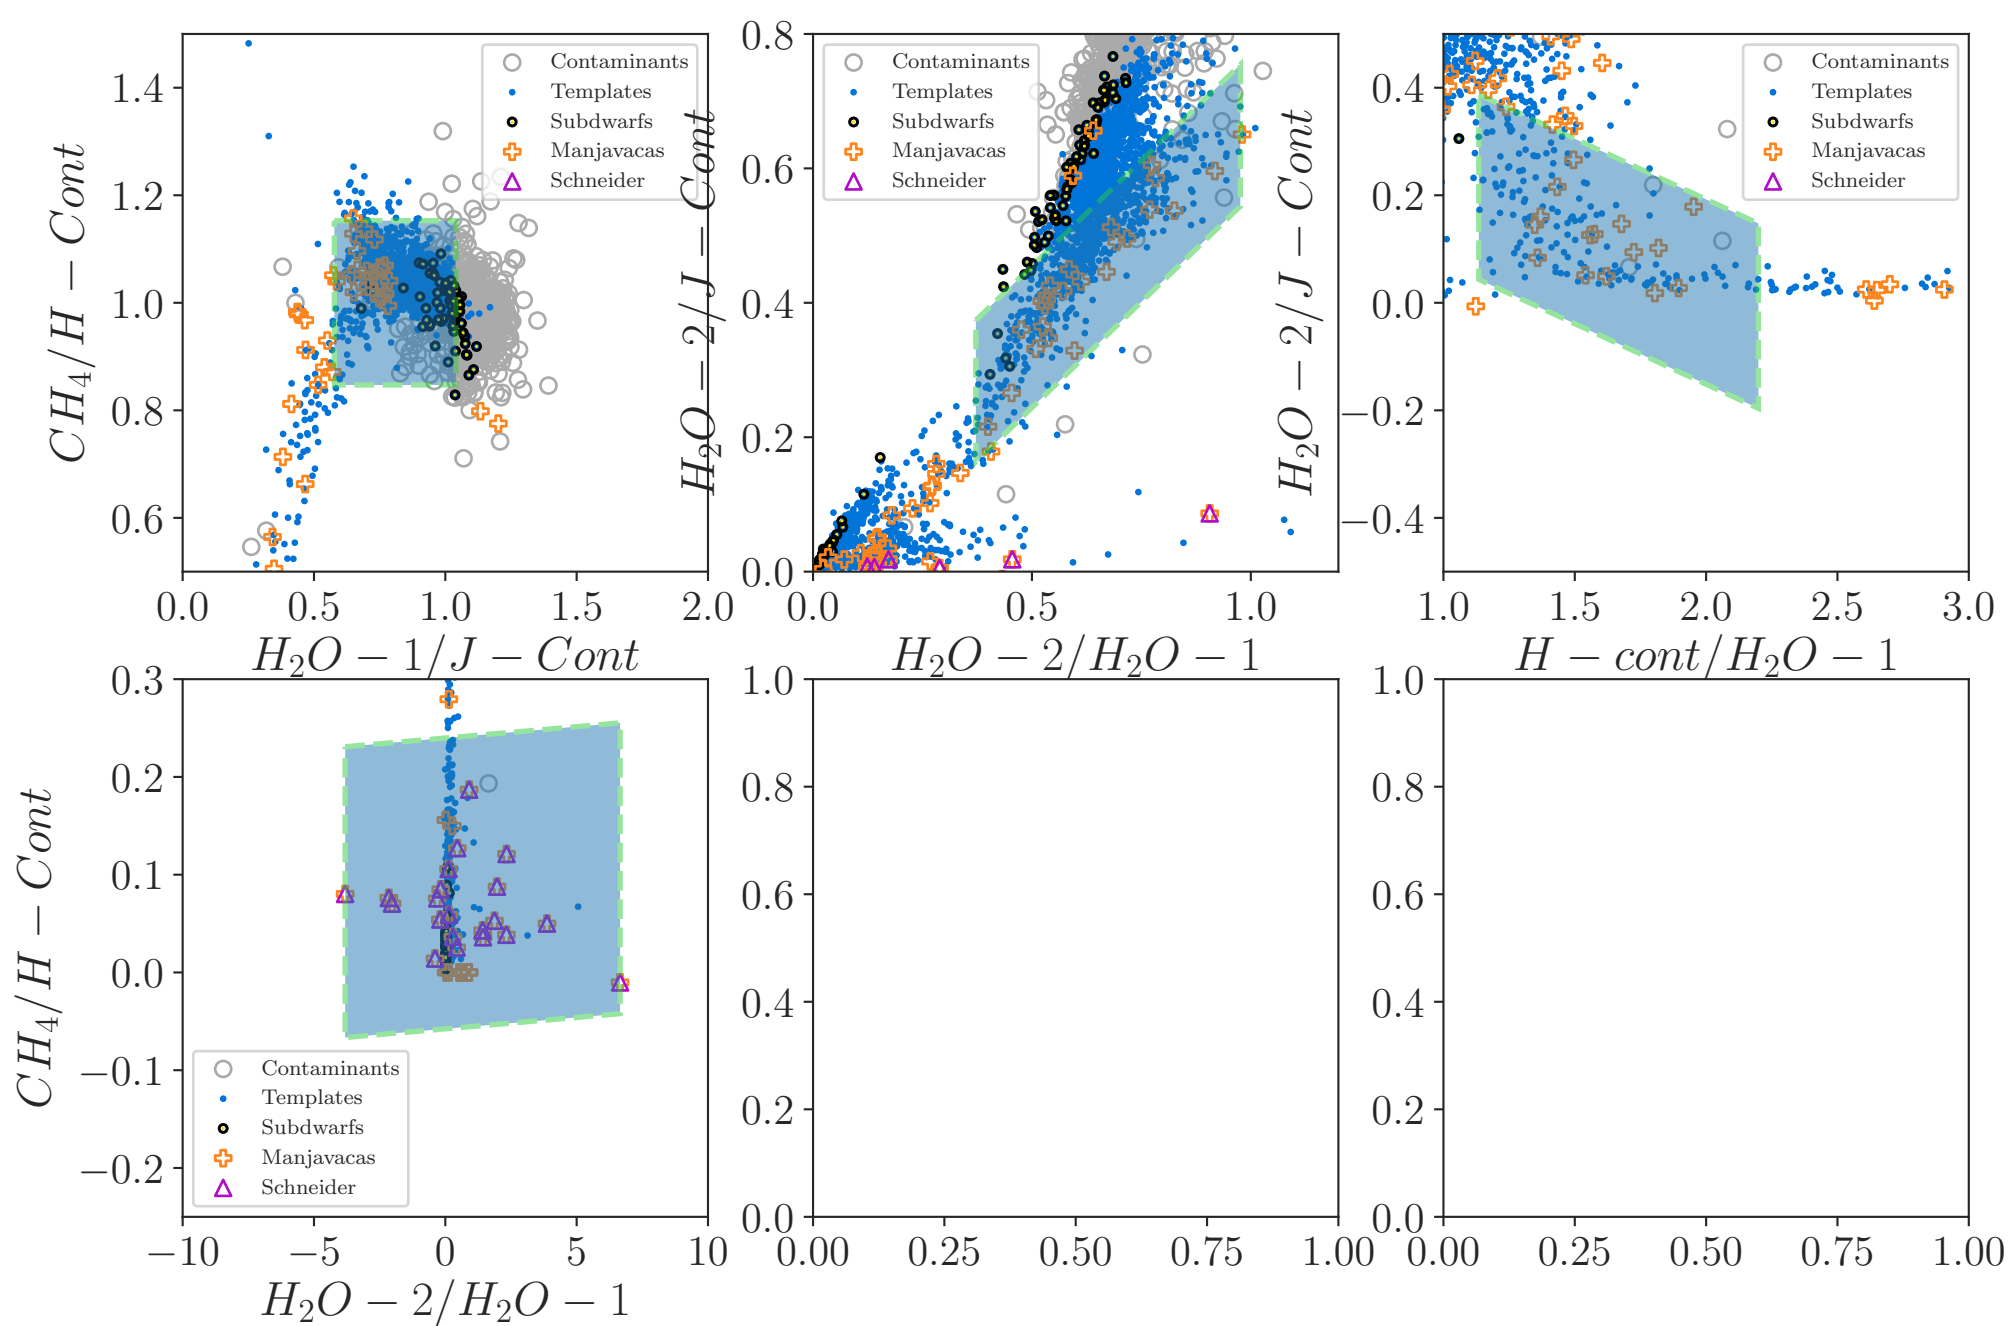 CH₄/H − Cont
1.4
1.2
1.0
0.8
0.6
Contaminants
Templates
Subdwarfs
Manjavacas
Schneider
0.0 0.5 1.0 1.5 2.0
H₂O − 1/J − Cont
H₂O − 2/J − Cont
0.8
0.6
0.4
0.2
0.0
Contaminants
Templates
Subdwarfs
Manjavacas
Schneider
0.0 0.5 1.0
H₂O − 2/H₂O − 1
H₂O − 2/J − Cont
0.4
0.2
0.0
−0.2
−0.4
Contaminants
Templates
Subdwarfs
Manjavacas
Schneider
1.0 1.5 2.0 2.5 3.0
H − cont/H₂O − 1
CH₄/H − Cont
0.3
0.2
0.1
0.0
−0.1
−0.2
Contaminants
Templates
Subdwarfs
Manjavacas
Schneider
−10 −5 0 5 10
H₂O − 2/H₂O − 1
1.0
0.8
0.6
0.4
0.2
0.0
0.00 0.25 0.50 0.75 1.00
1.0
0.8
0.6
0.4
0.2
0.0
0.00 0.25 0.50 0.75 1.00